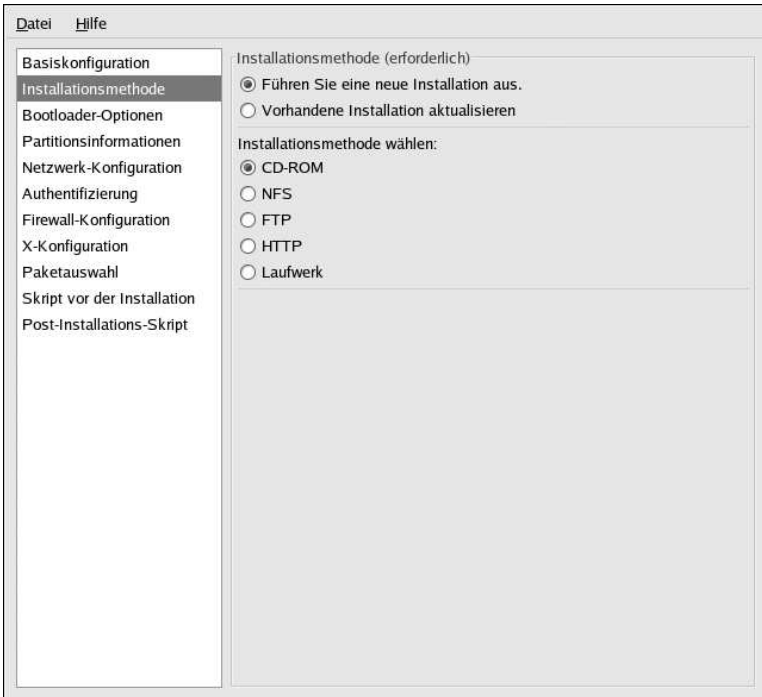 Datei Hilfe
Basiskonfiguration
Installationsmethode
Bootloader-Optionen
Partitionsinformationen
Netzwerk-Konfiguration
Authentifizierung
Firewall-Konfiguration
X-Konfiguration
Paketauswahl
Skript vor der Installation
Post-Installations-Skript
Installationsmethode (erforderlich)
Führen Sie eine neue Installation aus.
Vorhandene Installation aktualisieren
Installationsmethode wählen:
CD-ROM
NFS
FTP
HTTP
Laufwerk